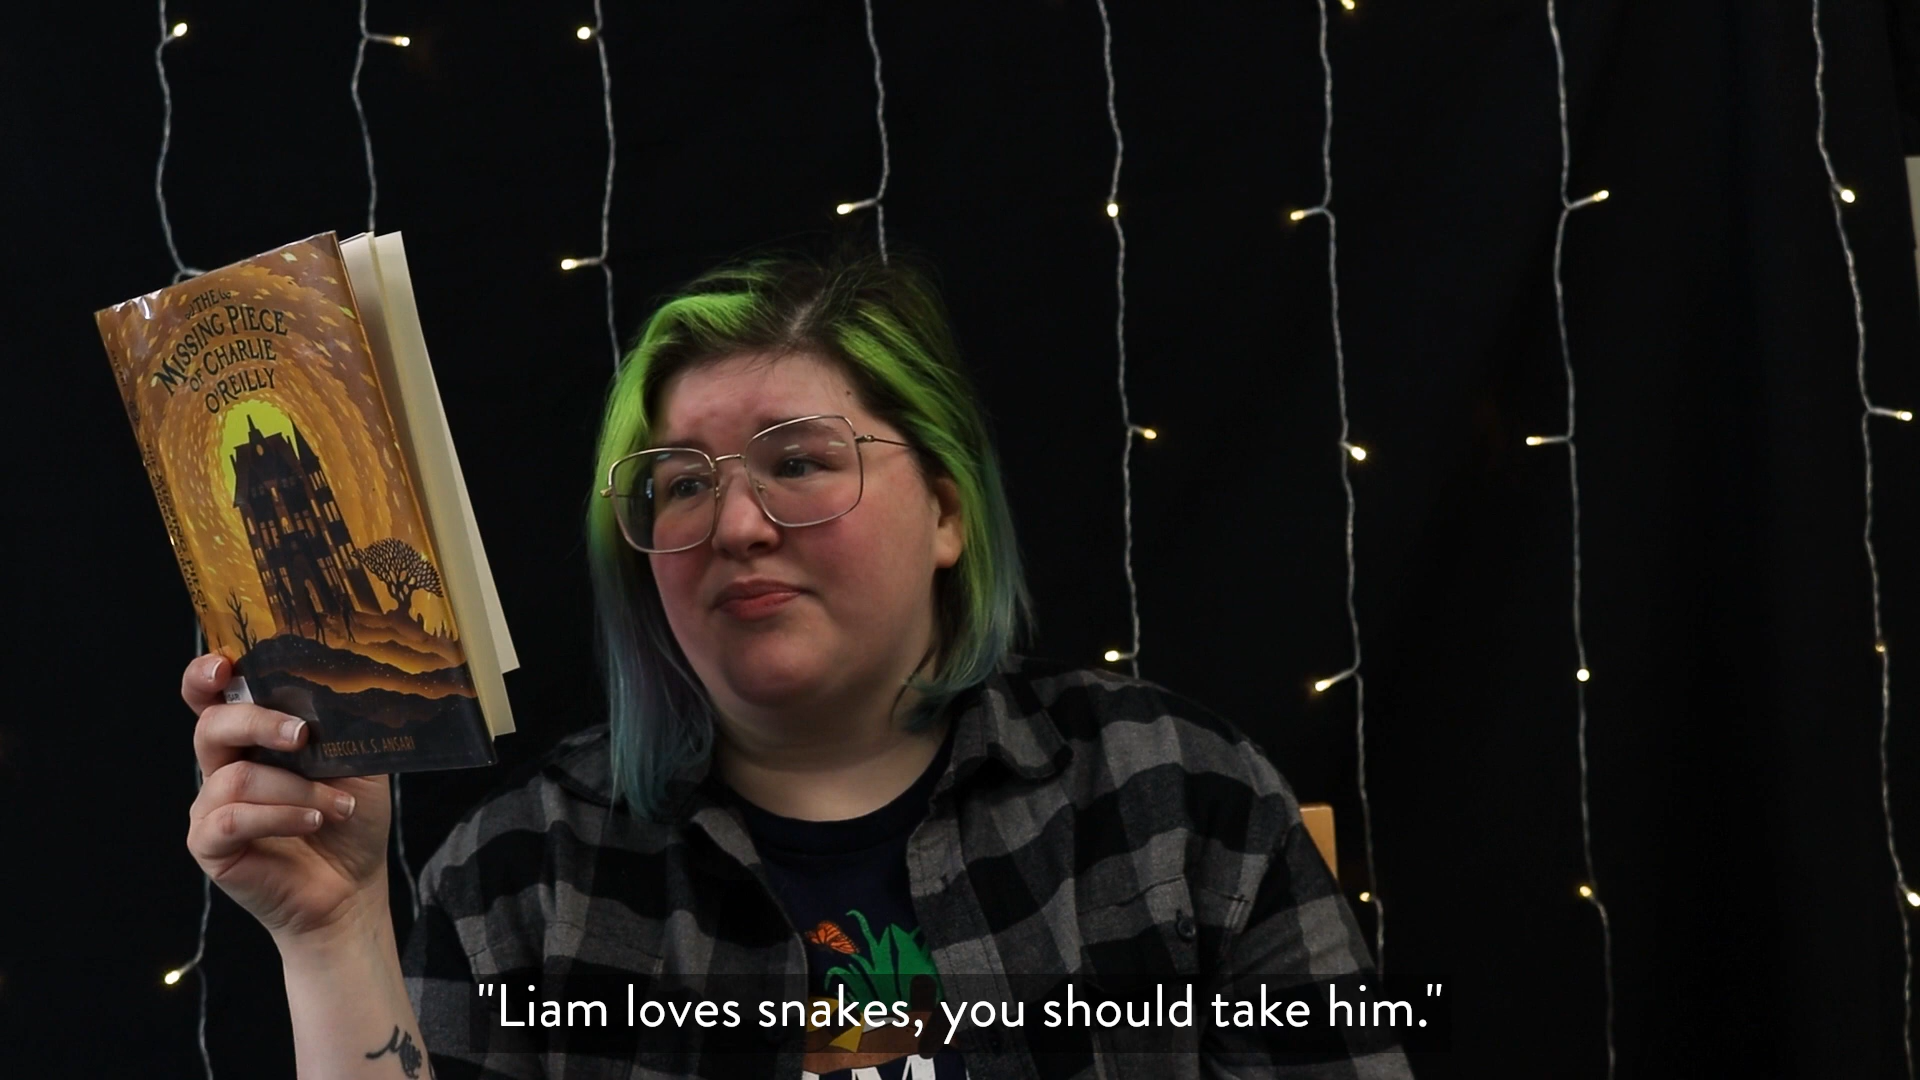 THE
MISSING PIECE
OF CHARLIE
O'REILLY
REBECCA K. S. ANSARI
"Liam loves snakes, you should take him."